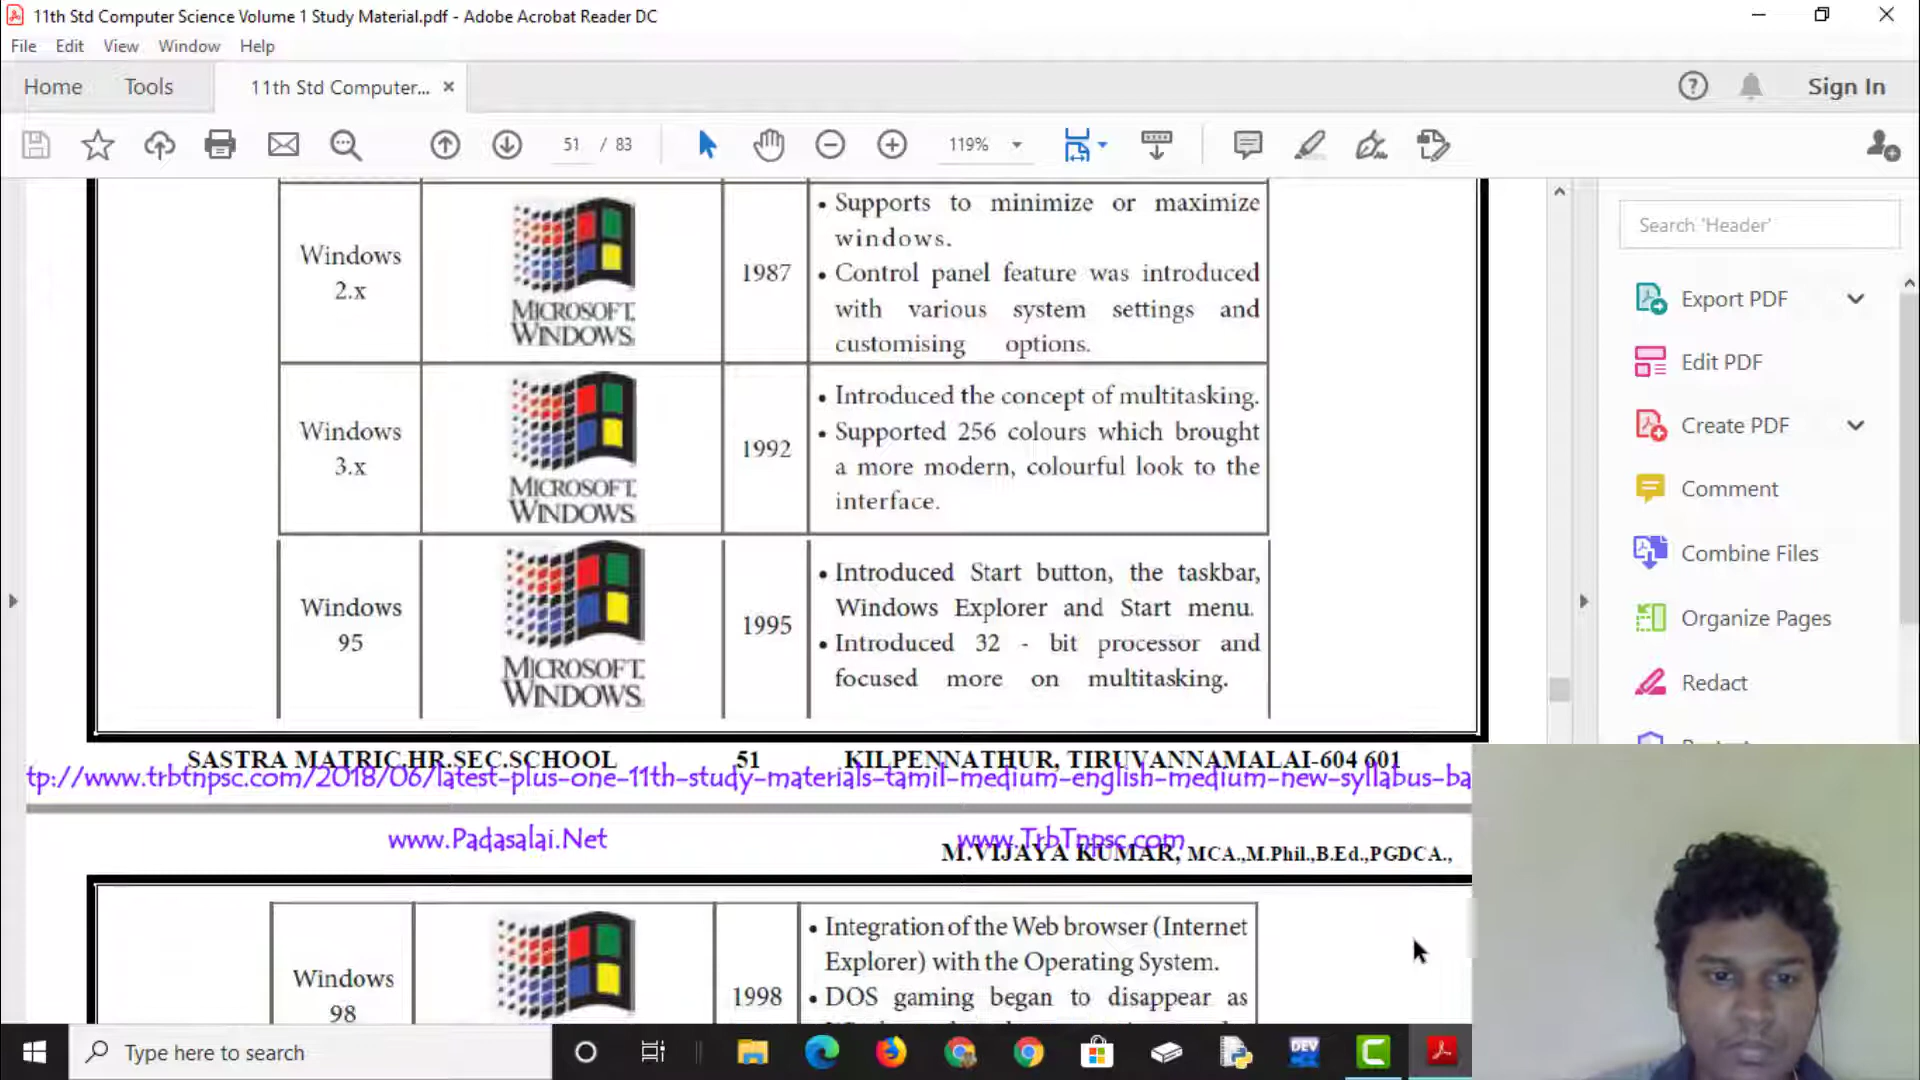 11th Std Computer Science Volume 1 Study Material.pdf - Adobe Acrobat Reader DC
File Edit View Window Help
Home Tools 11th Std Computer... × Sign In
51 / 83 119%
Search 'Header'
Export PDF
Edit PDF
Create PDF
Comment
Combine Files
Organize Pages
Redact
Windows
2.x
MICROSOFT
WINDOWS
1987
• Supports to minimize or maximize
windows.
• Control panel feature was introduced
with various system settings and
customising options.
Windows
3.x
MICROSOFT
WINDOWS
1992
• Introduced the concept of multitasking.
• Supported 256 colours which brought
a more modern, colourful look to the
interface.
Windows
95
MICROSOFT
WINDOWS
1995
• Introduced Start button, the taskbar,
Windows Explorer and Start menu.
• Introduced 32 - bit processor and
focused more on multitasking.
SASTRA MATRIC.HR.SEC.SCHOOL 51 KILPENNATHUR, TIRUVANNAMALAI-604 601
tp://www.trbtnpsc.com/2018/06/latest-plus-one-11th-study-materials-tamil-medium-english-medium-new-syllabus-ba
www.Padasalai.Net www.TrbTnpsc.com
M.VIJAYA KUMAR, MCA.,M.Phil.,B.Ed.,PGDCA.,
Windows
98
1998
• Integration of the Web browser (Internet
Explorer) with the Operating System.
• DOS gaming began to disappear as
Type here to search
DEV